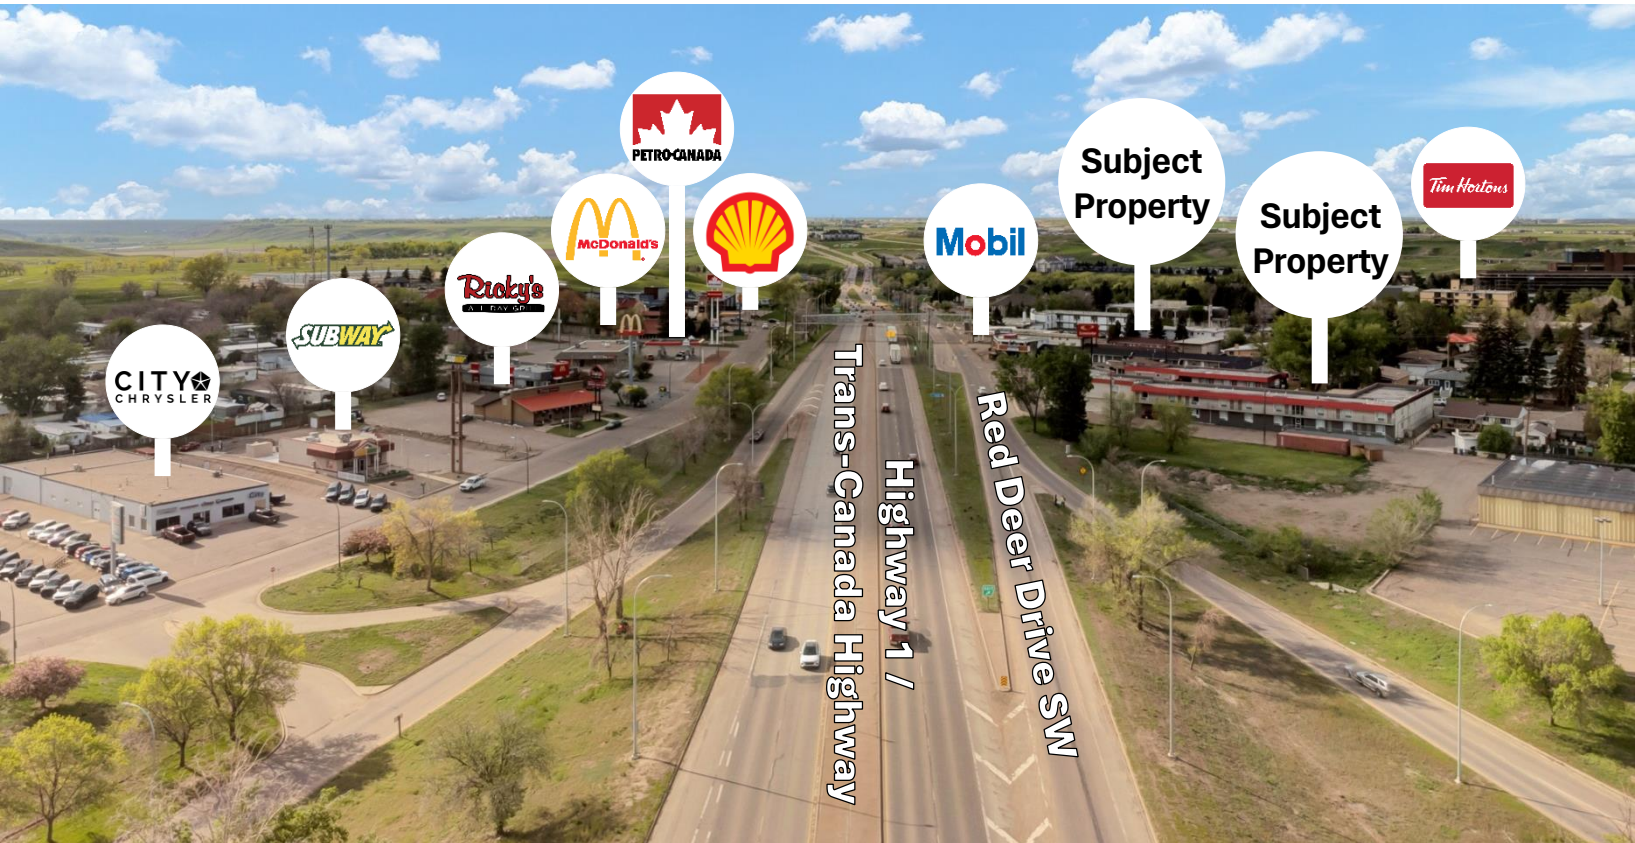 PETRO-CANADA
McDonald's
Mobil
Subject
Property
Subject
Property
Tim Hortons
Ricky's
ALL DAY GRILL
SUBWAY
CITY
CHRYSLER
Trans-Canada Highway
Highway 1 /
Red Deer Drive SW